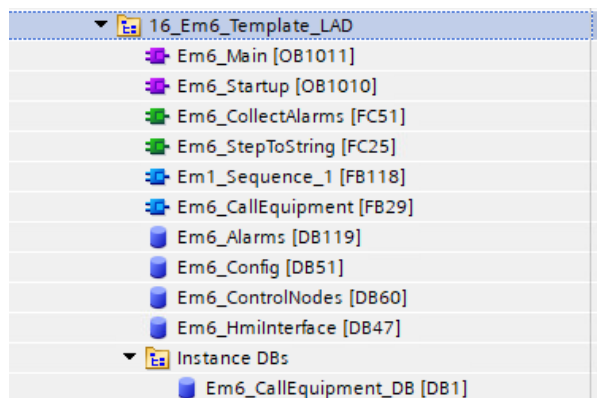 16_Em6_Template_LAD
Em6_Main [OB1011]
Em6_Startup [OB1010]
Em6_CollectAlarms [FC51]
Em6_StepToString [FC25]
Em1_Sequence_1 [FB118]
Em6_CallEquipment [FB29]
Em6_Alarms [DB119]
Em6_Config [DB51]
Em6_ControlNodes [DB60]
Em6_HmiInterface [DB47]
Instance DBs
Em6_CallEquipment_DB [DB1]